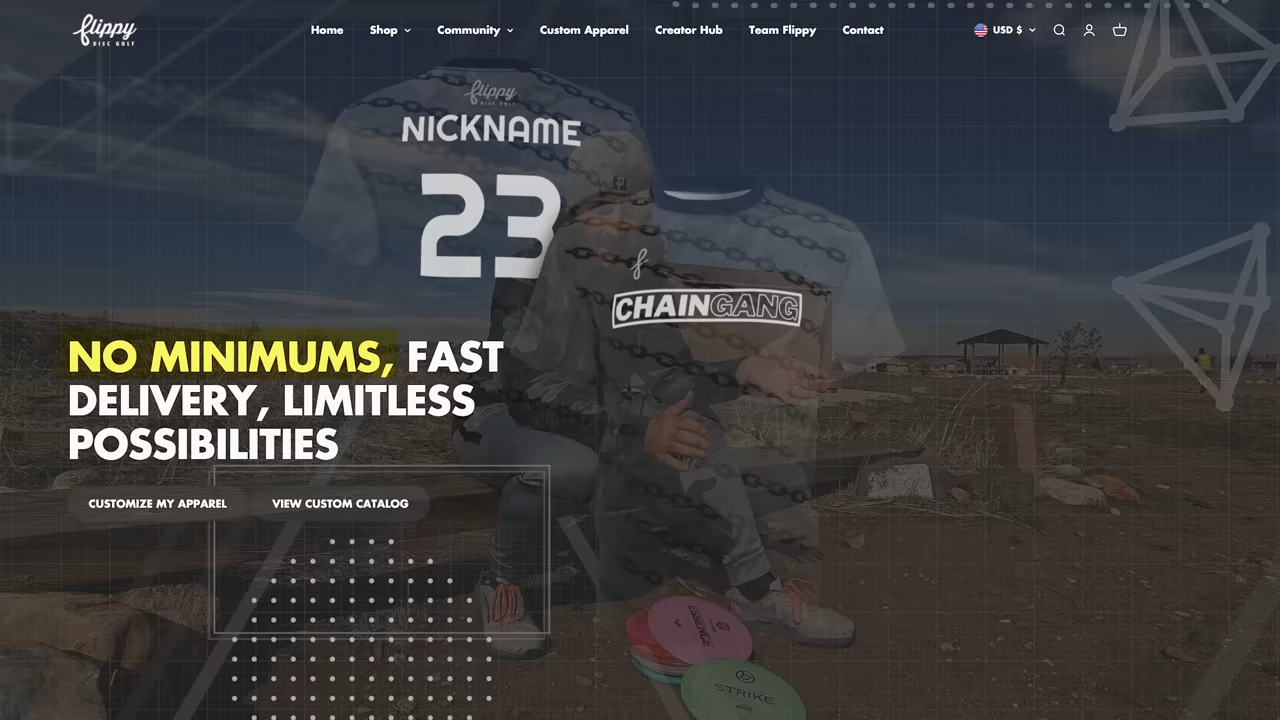 flippy
DISC GOLF
Home
Shop
Community
Custom Apparel
Creator Hub
Team Flippy
Contact
USD $
flippy
DISC GOLF
NICKNAME
23
f
CHAINGANG
NO MINIMUMS, FAST
DELIVERY, LIMITLESS
POSSIBILITIES
CUSTOMIZE MY APPAREL
VIEW CUSTOM CATALOG
ESSENCE
STRIKE